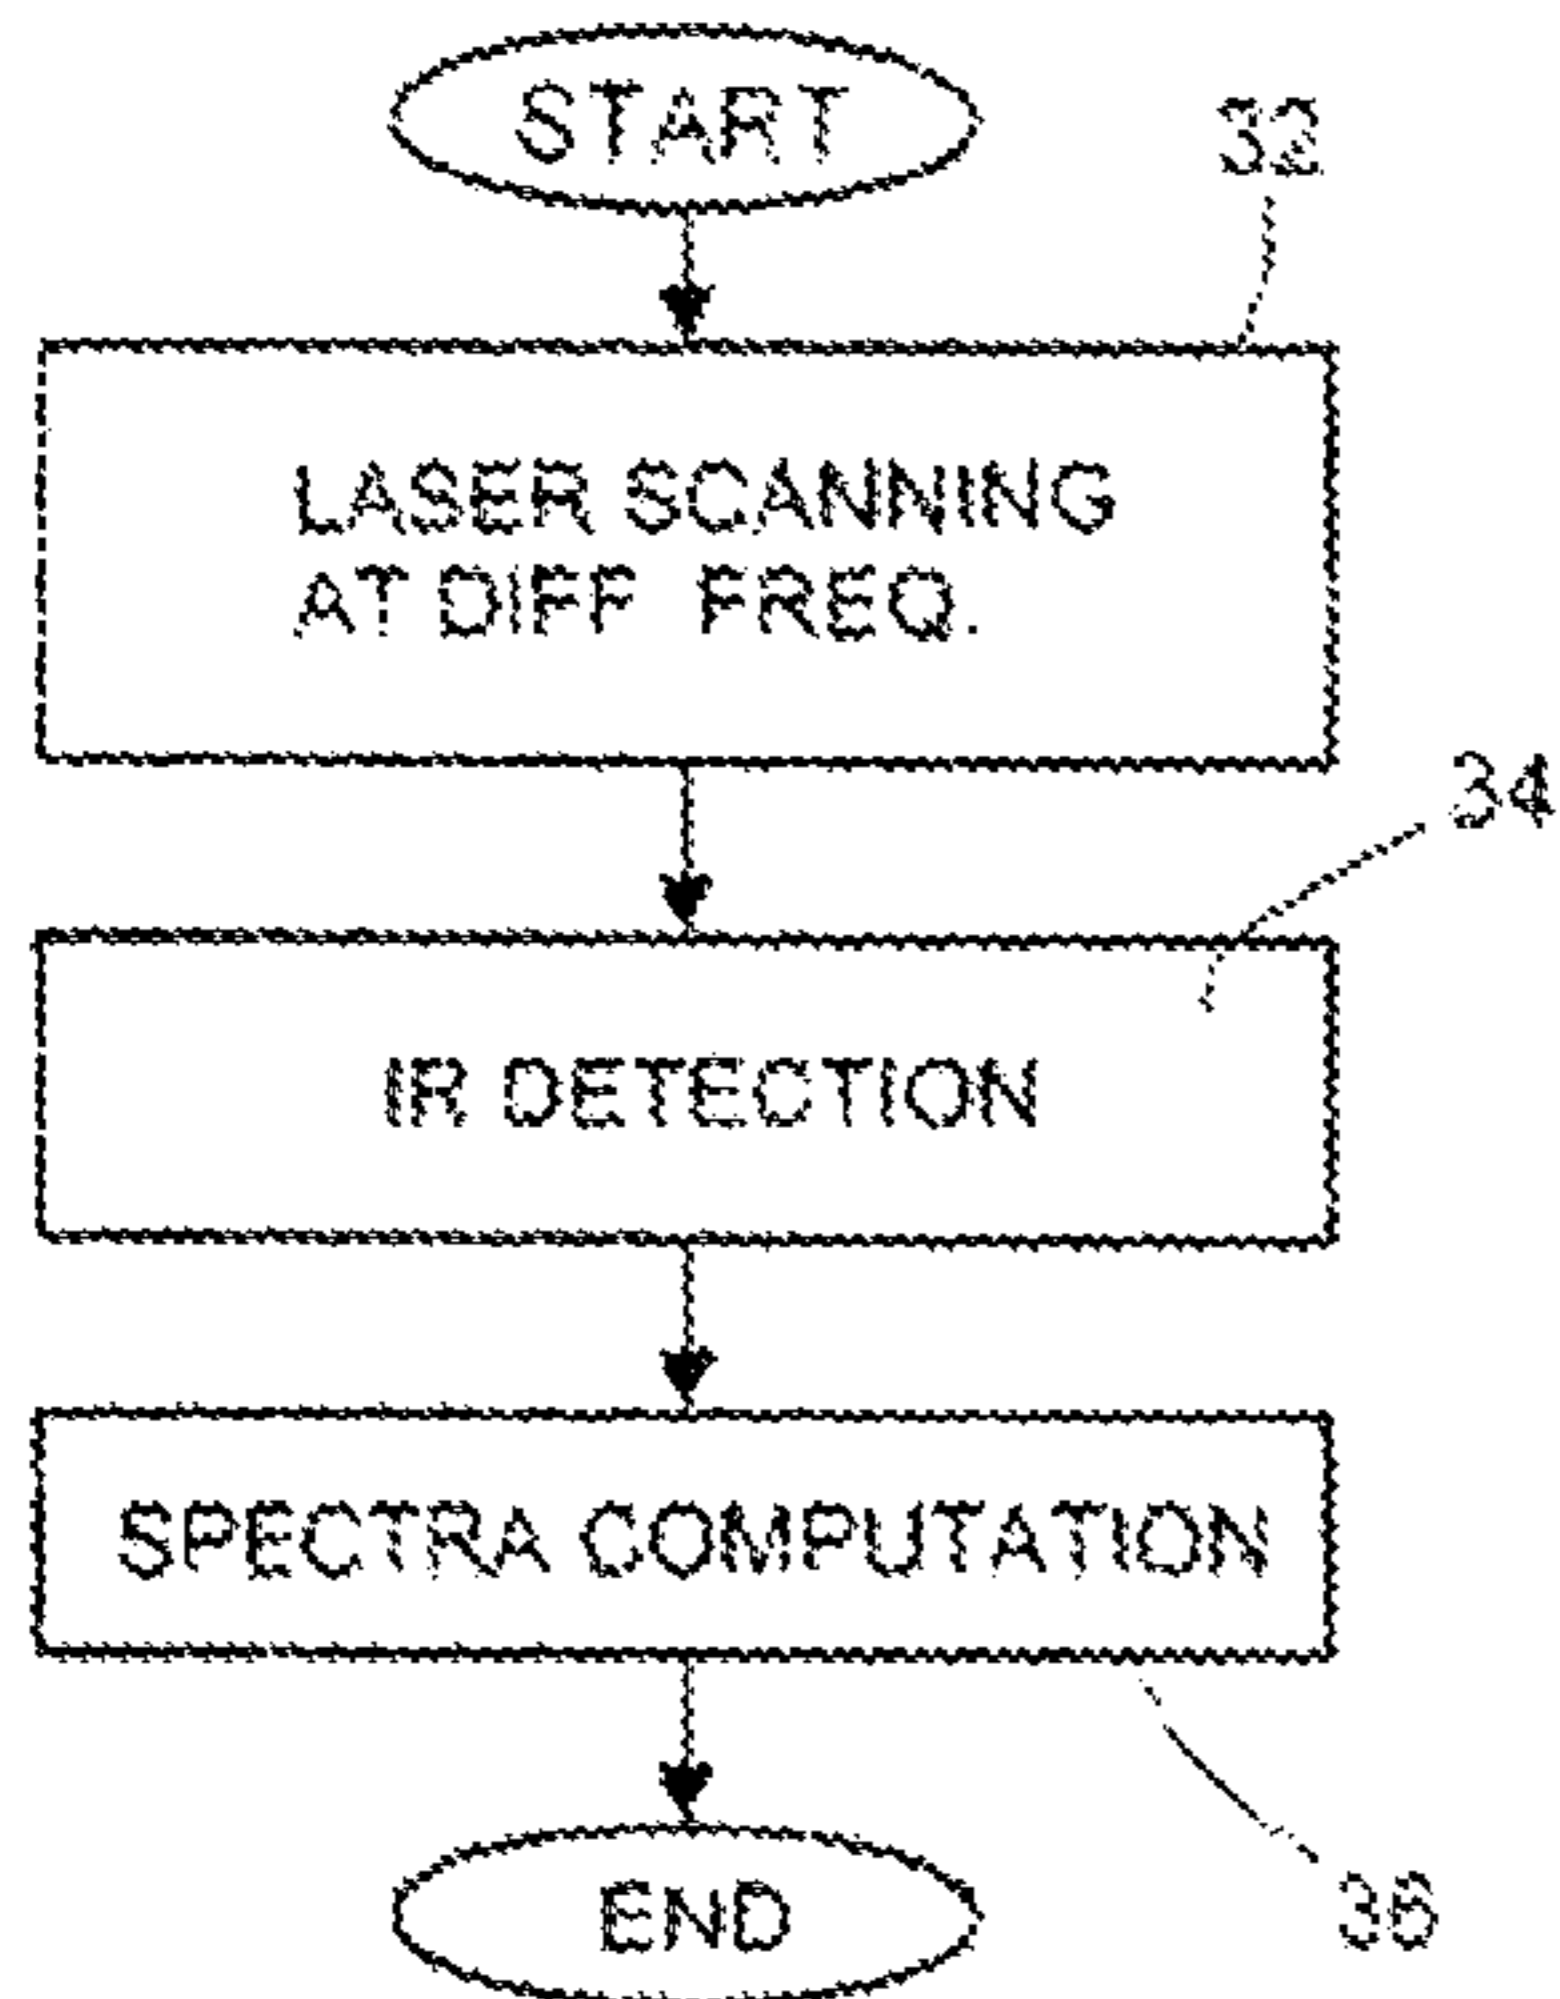 START
32
LASER SCANNING
AT DIFF FREQ.
34
IR DETECTION
SPECTRA COMPUTATION
END
36